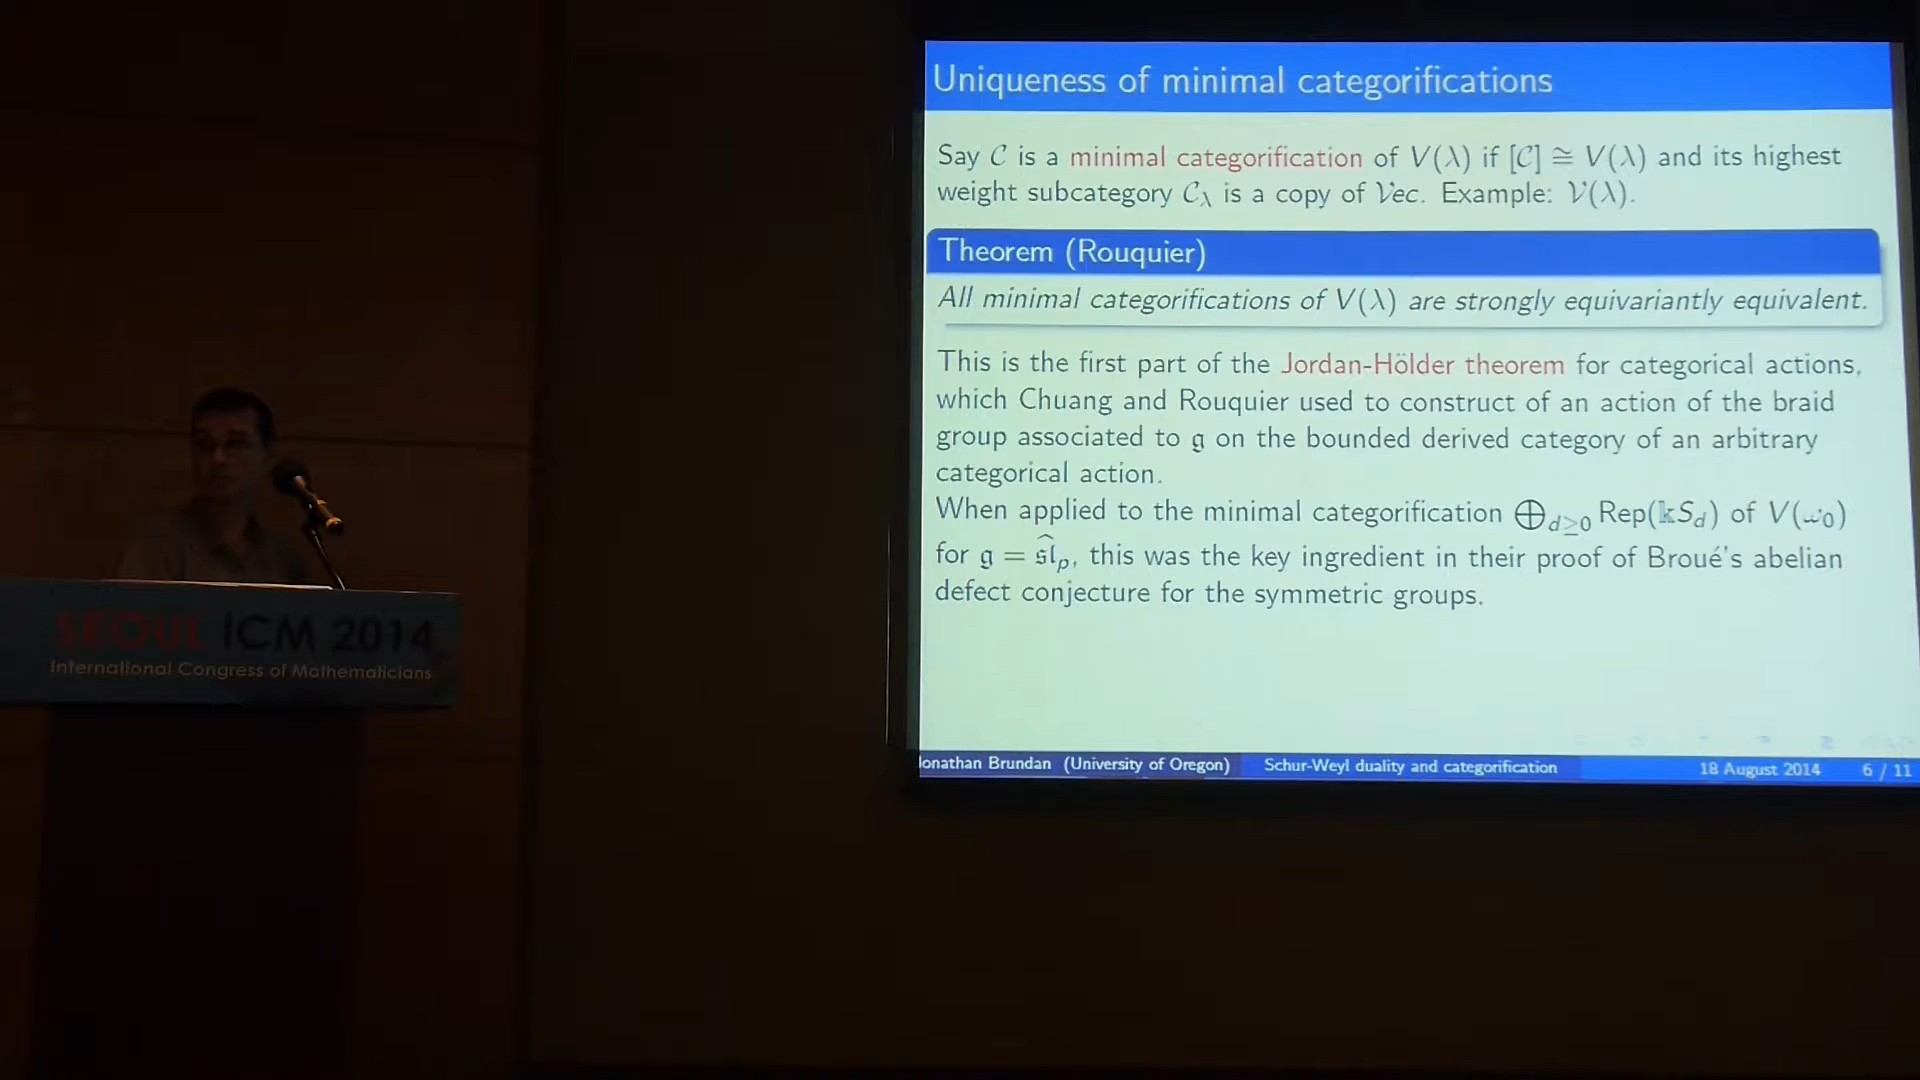 Uniqueness of minimal categorifications
Say 𝒞 is a minimal categorification of V(λ) if [𝒞] ≅ V(λ) and its highest
weight subcategory 𝒞_λ is a copy of 𝒱ec. Example: 𝒱(λ).
Theorem (Rouquier)
All minimal categorifications of V(λ) are strongly equivariantly equivalent.
This is the first part of the Jordan-Hölder theorem for categorical actions,
which Chuang and Rouquier used to construct of an action of the braid
group associated to 𝔤 on the bounded derived category of an arbitrary
categorical action.
When applied to the minimal categorification ⊕_{d≥0} Rep(𝕜S_d) of V(ω₀)
for 𝔤 = \widehat{𝔰𝔩}_p, this was the key ingredient in their proof of Broué's abelian
defect conjecture for the symmetric groups.
Jonathan Brundan (University of Oregon) Schur-Weyl duality and categorification 18 August 2014 6 / 11
SEOUL ICM 2014
International Congress of Mathematicians